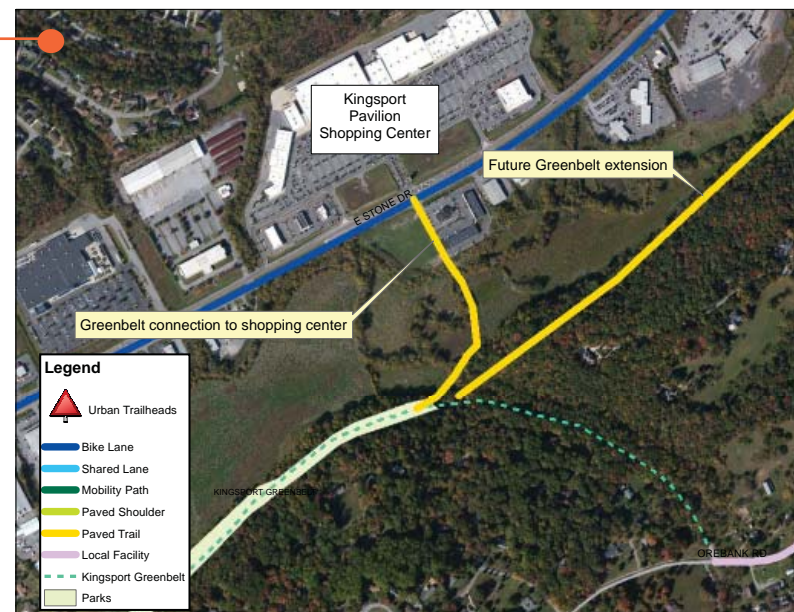 Kingsport
Pavilion
Shopping Center
Future Greenbelt extension
E STONE DR
Greenbelt connection to shopping center
Legend
Urban Trailheads
Bike Lane
Shared Lane
Mobility Path
Paved Shoulder
Paved Trail
Local Facility
Kingsport Greenbelt
Parks
KINGSPORT GREENBELT
OREBANK RD